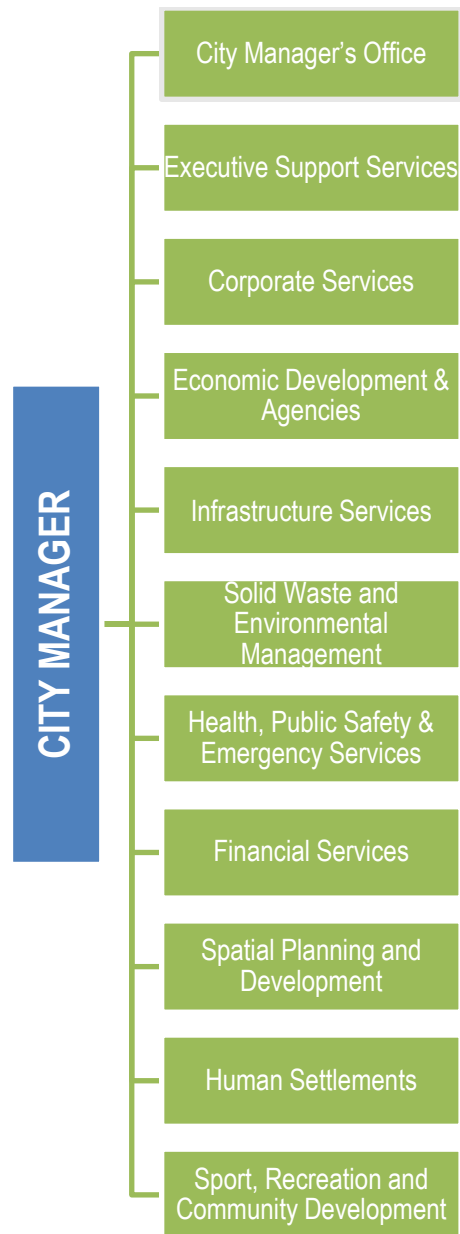 City Manager’s Office
Executive Support Services
Corporate Services
Economic Development &
Agencies
Infrastructure Services
CITY MANAGER
Solid Waste and
Environmental
Management
Health, Public Safety &
Emergency Services
Financial Services
Spatial Planning and
Development
Human Settlements
Sport, Recreation and
Community Development